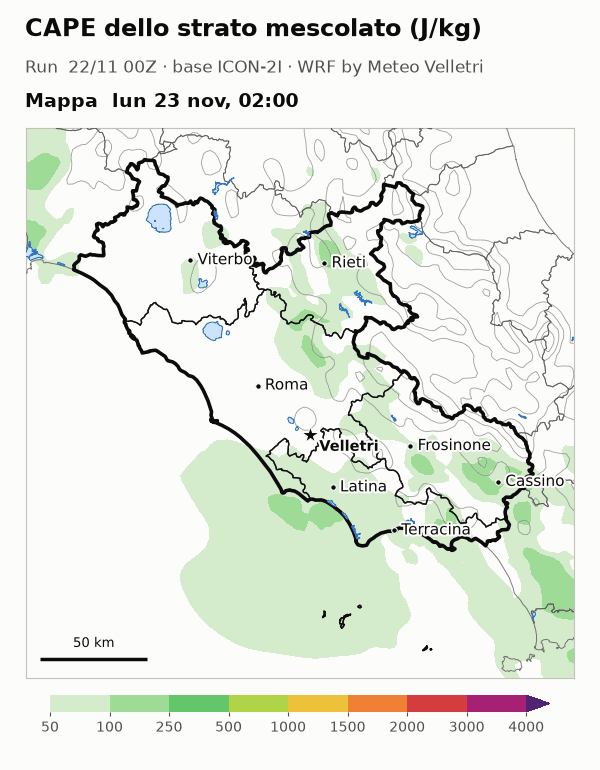 CAPE dello strato mescolato (J/kg)
Run 22/11 00Z · base ICON-2I · WRF by Meteo Velletri
Mappa lun 23 nov, 02:00
Viterbo
Rieti
Roma
Velletri
Frosinone
Cassino
Latina
Terracina
50 km
50 100 250 500 1000 1500 2000 3000 4000